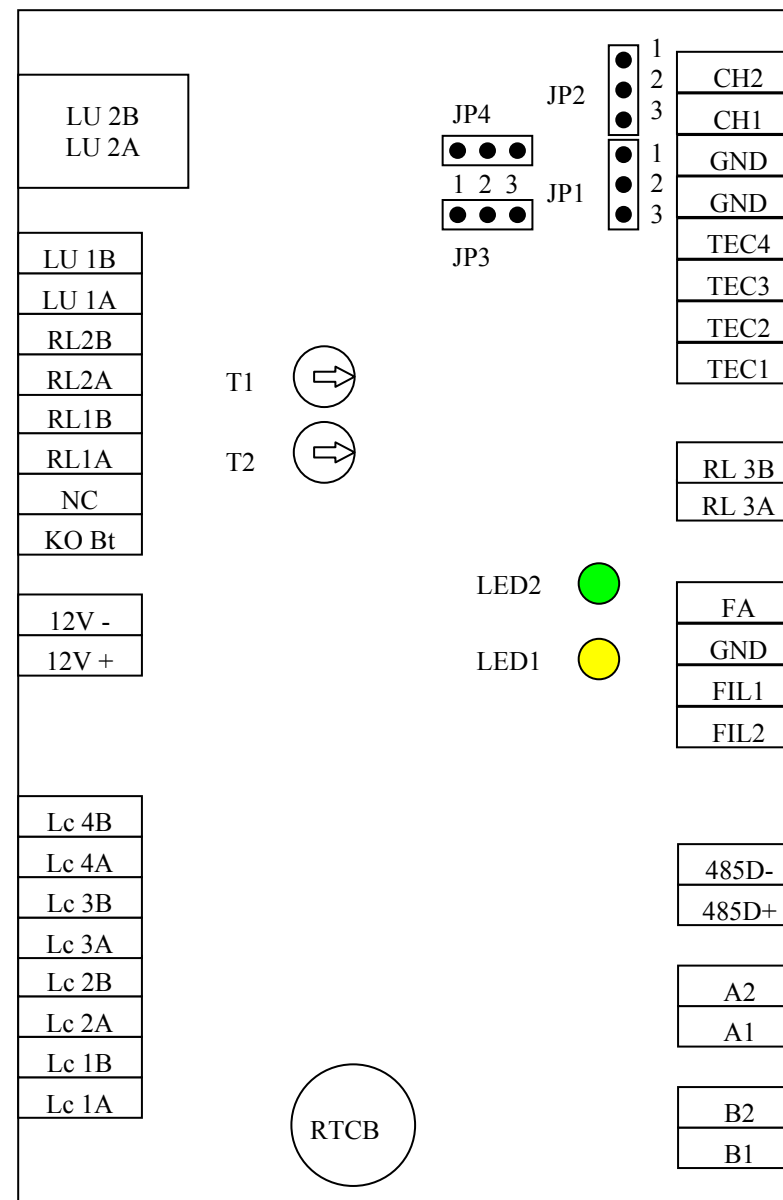 LU 2B
LU 2A
LU 1B
LU 1A
RL2B
RL2A
RL1B
RL1A
NC
KO Bt
12V -
12V +
Lc 4B
Lc 4A
Lc 3B
Lc 3A
Lc 2B
Lc 2A
Lc 1B
Lc 1A
JP4
1 2 3
JP3
JP2
1
2
3
JP1
1
2
3
T1
T2
LED2
LED1
RTCB
CH2
CH1
GND
GND
TEC4
TEC3
TEC2
TEC1
RL 3B
RL 3A
FA
GND
FIL1
FIL2
485D-
485D+
A2
A1
B2
B1